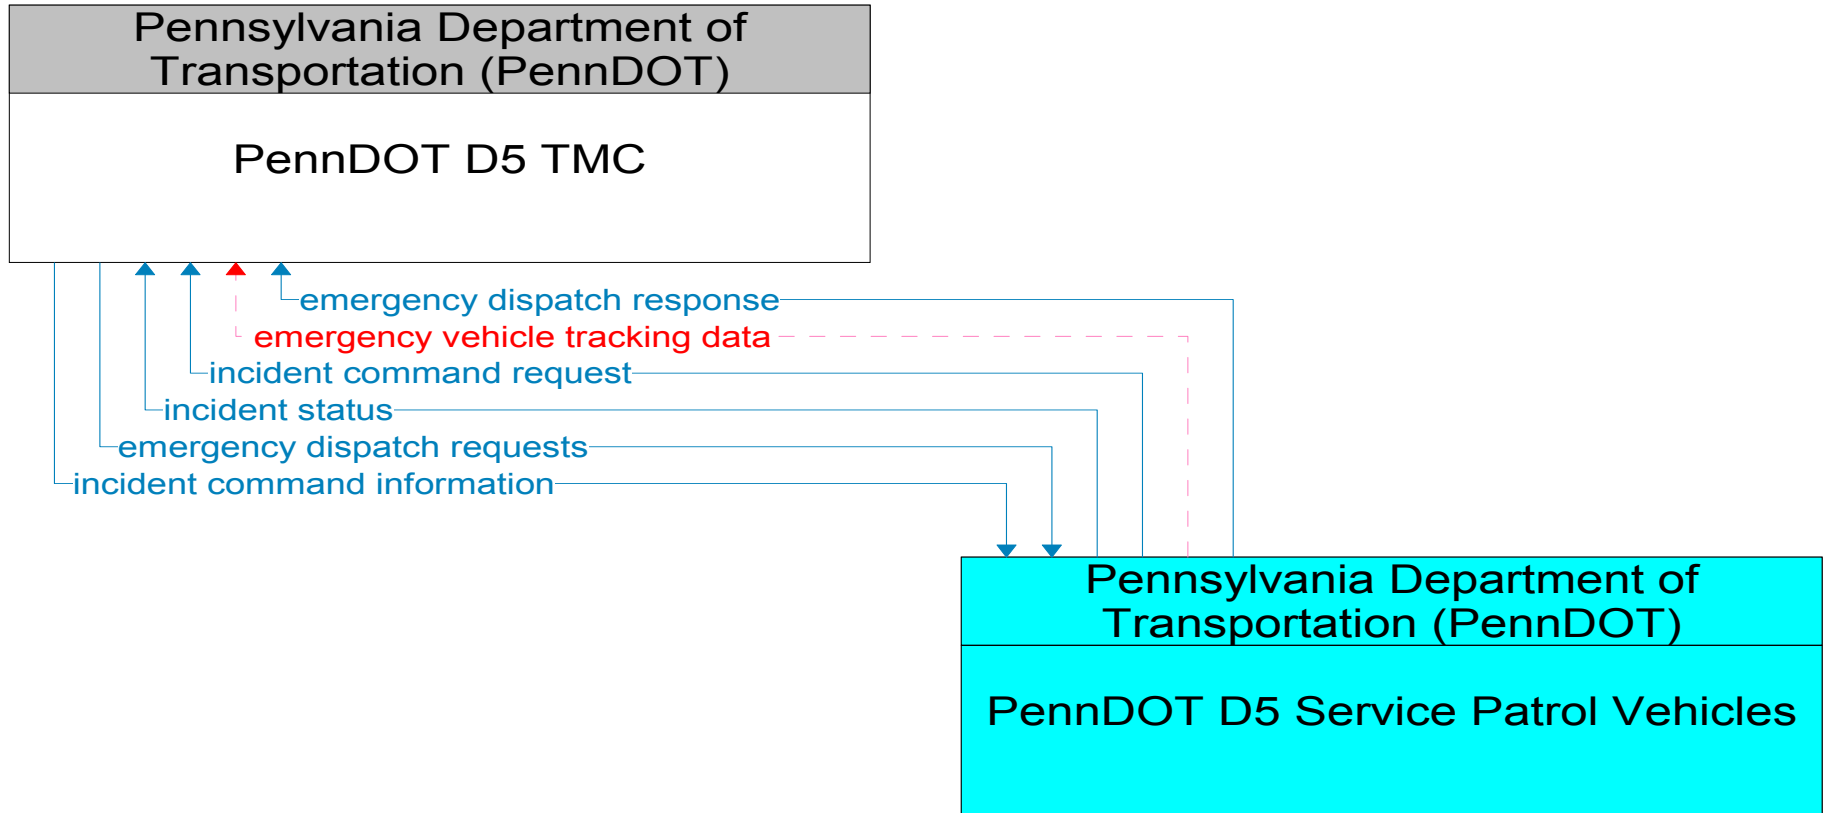 Pennsylvania Department of
Transportation (PennDOT)
PennDOT D5 TMC
emergency dispatch response
emergency vehicle tracking data
incident command request
incident status
emergency dispatch requests
incident command information
Pennsylvania Department of
Transportation (PennDOT)
PennDOT D5 Service Patrol Vehicles